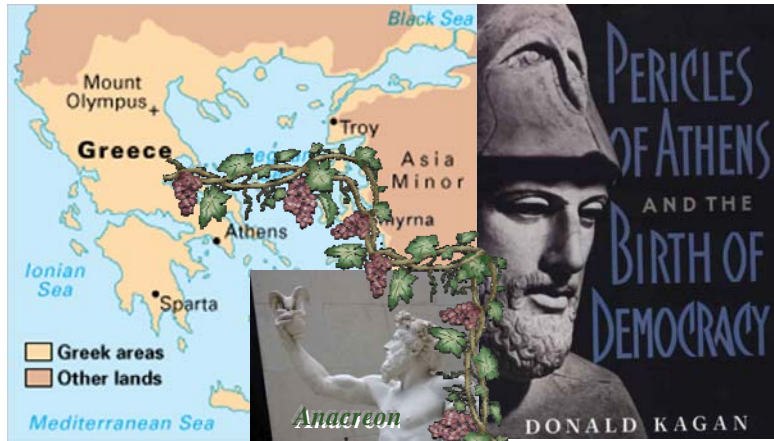 Black Sea
Mount
Olympus
Troy
Greece
Asia
Minor
Athens
Ionian
Sea
Sparta
Greek areas
Other lands
Mediterranean Sea
Anacreon
PERICLES
OF ATHENS
AND THE
BIRTH OF
DEMOCRACY
DONALD KAGAN